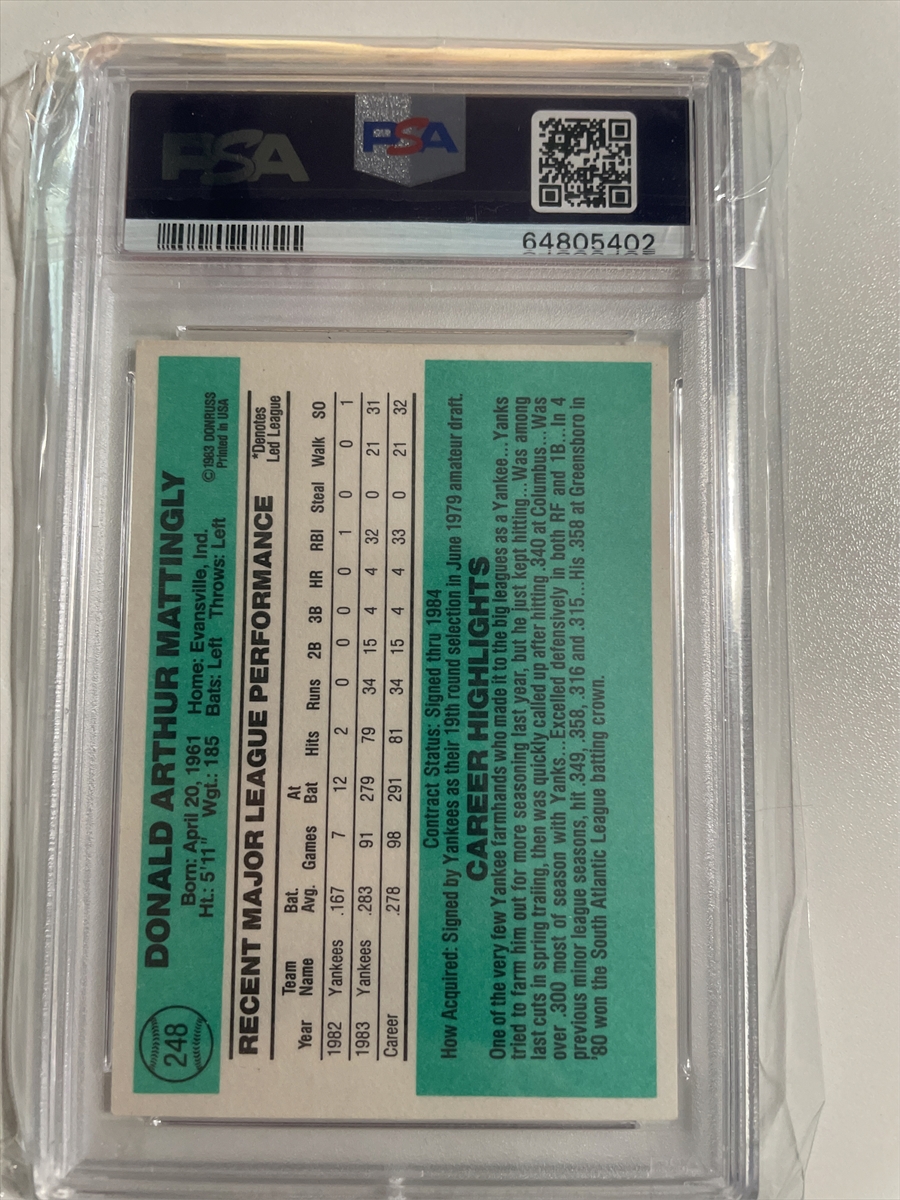 PSA
PSA
64805402
248
DONALD ARTHUR MATTINGLY
Born: April 20, 1961 Home: Evansville, Ind.
Ht.: 5'11" Wgt.: 185 Bats: Left Throws: Left
©1983 DONRUSS
Printed in USA
RECENT MAJOR LEAGUE PERFORMANCE
*Denotes
Led League
Year Team Name Bat. Avg. Games At Bat Hits Runs 2B 3B HR RBI Steal Walk SO
1982 Yankees .167 7 12 2 0 0 0 0 1 0 0 1
1983 Yankees .283 91 279 79 34 15 4 4 32 0 21 31
Career .278 98 291 81 34 15 4 4 33 0 21 32
Contract Status: Signed thru 1984
How Acquired: Signed by Yankees as their 19th round selection in June 1979 amateur draft.
CAREER HIGHLIGHTS
One of the very few Yankee farmhands who made it to the big leagues as a Yankee...Yanks
tried to farm him out for more seasoning last year, but he just kept hitting...Was among
last cuts in spring trailing, then was quickly called up after hitting .340 at Columbus...Was
over .300 most of season with Yanks...Excelled defensively in both RF and 1B...In 4
previous minor league seasons, hit .349, .358, .316 and .315...His .358 at Greensboro in
'80 won the South Atlantic League batting crown.